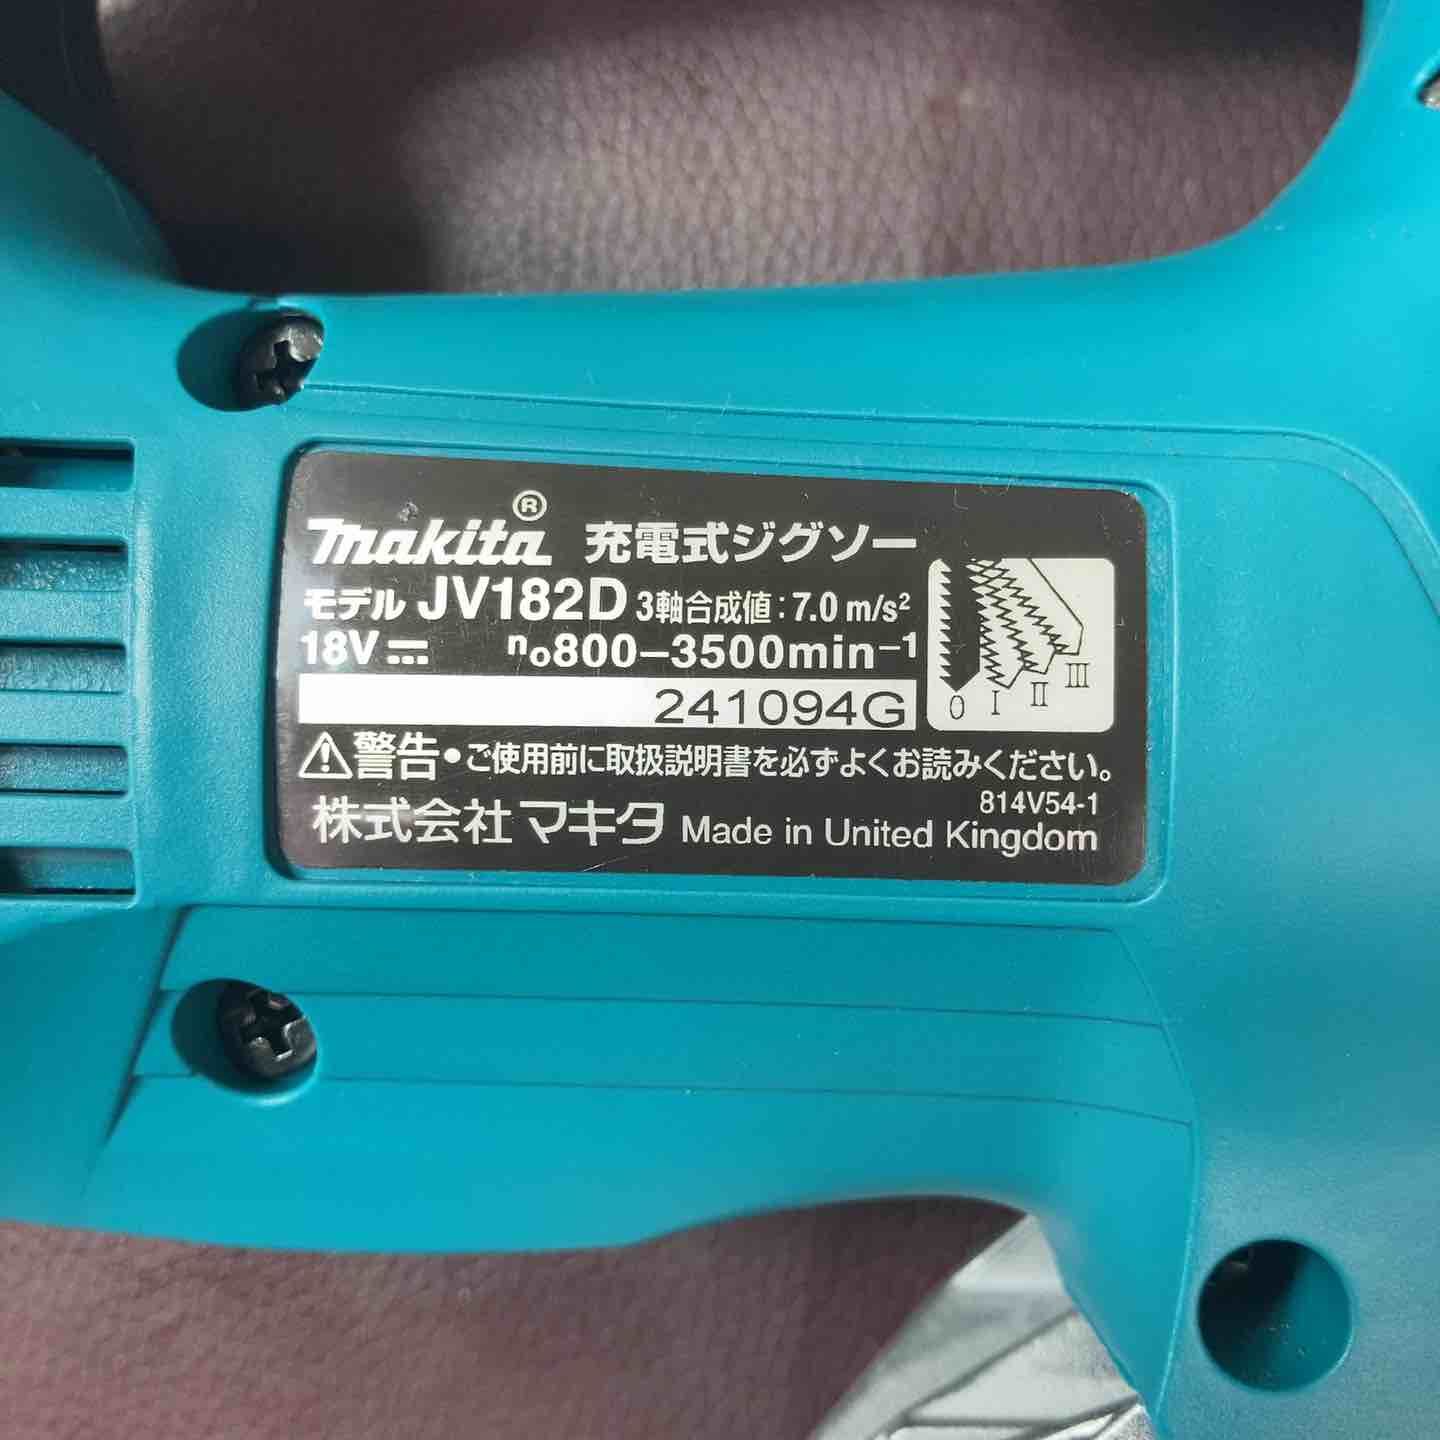 makita® 充電式ジグソー
モデル JV182D 3軸合成値：7.0 m/s²
18V⎓ no800–3500min⁻¹
241094G
0 I II III
⚠警告・ご使用前に取扱説明書を必ずよくお読みください。
814V54-1
株式会社マキタ Made in United Kingdom